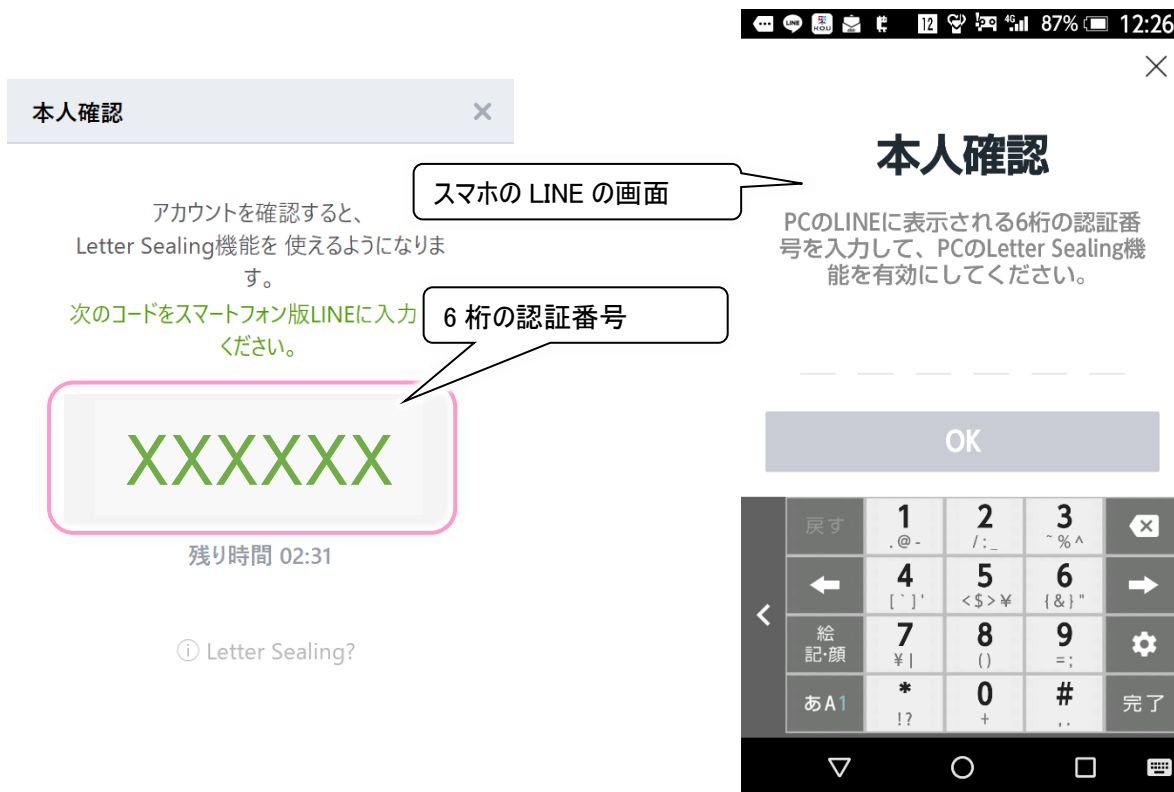 本人確認
アカウントを確認すると、
Letter Sealing機能を 使えるようになりま
す。
次のコードをスマートフォン版LINEに入力
ください。
XXXXXX
残り時間 02:31
Letter Sealing?
スマホの LINE の画面
6 桁の認証番号
LINE
H.O.U
12
4G
87%
12:26
本人確認
PCのLINEに表示される6桁の認証番
号を入力して、PCのLetter Sealing機
能を有効にしてください。
OK
戻す
1
.@-
2
/:_
3
~%^
4
[`]'
5
<$>¥
6
{&}"
絵
記・顔
7
¥|
8
()
9
=;
あA1
*
!?
0
+
#
,.
完了